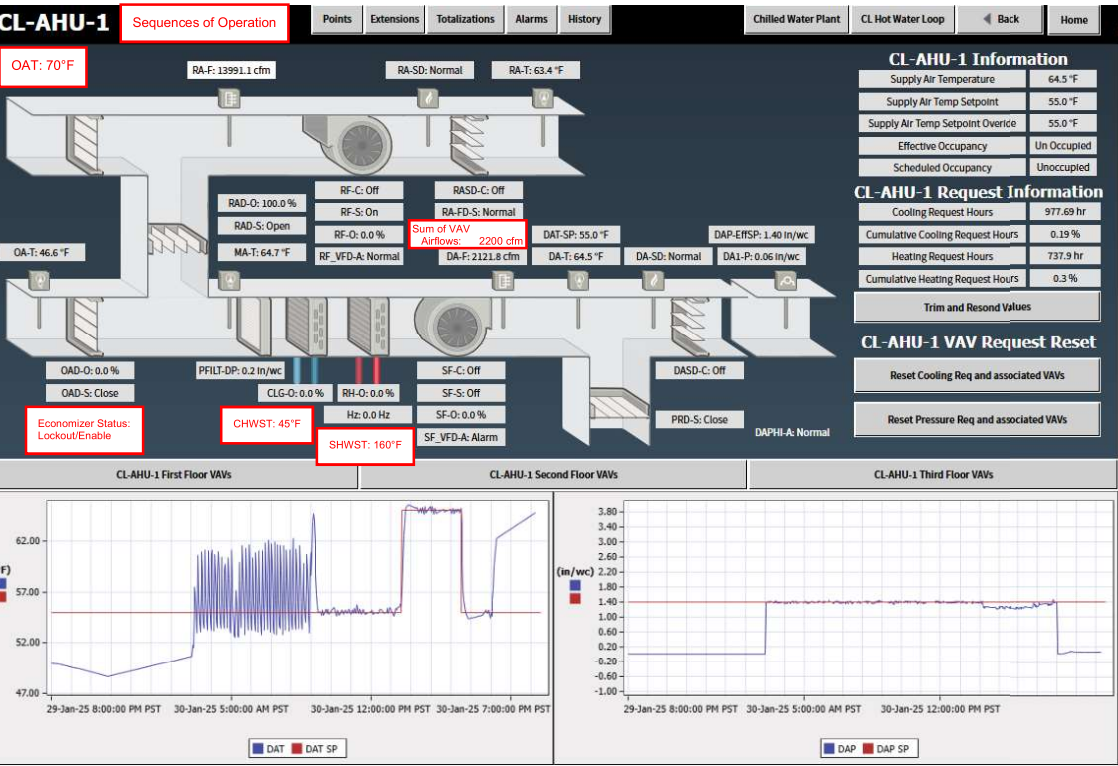 CL-AHU-1
Sequences of Operation
Points
Extensions
Totalizations
Alarms
History
Chilled Water Plant
CL Hot Water Loop
Back
Home
OAT: 70°F
RA-F: 13991.1 cfm
RA-SD: Normal
RA-T: 63.4 °F
CL-AHU-1 Information
Supply Air Temperature 64.5 °F
Supply Air Temp Setpoint 55.0 °F
Supply Air Temp Setpoint Overice 55.0 °F
Effective Occupancy Un Occupied
Scheduled Occupancy Unoccupied
CL-AHU-1 Request Information
Cooling Request Hours 977.69 hr
Cumulative Cooling Request Hours 0.19 %
Heating Request Hours 737.9 hr
Cumulative Heating Request Hours 0.3 %
Trim and Resond Values
CL-AHU-1 VAV Request Reset
Reset Cooling Req and associated VAVs
Reset Pressure Req and associated VAVs
RF-C: Off
RF-S: On
RF-O: 0.0 %
RF_VFD-A: Normal
RASD-C: Off
RA-FD-S: Normal
RAD-O: 100.0 %
RAD-S: Open
MA-T: 64.7 °F
Sum of VAV
Airflows: 2200 cfm
DA-F: 2121.8 cfm
DAT-SP: 55.0 °F
DA-T: 64.5 °F
DA-SD: Normal
DAP-EffSP: 1.40 in/wc
DA1-P: 0.06 in/wc
OA-T: 46.6 °F
OAD-O: 0.0 %
OAD-S: Close
PFILT-DP: 0.2 in/wc
CLG-O: 0.0 %
RH-O: 0.0 %
Hz: 0.0 Hz
SF-C: Off
SF-S: Off
SF-O: 0.0 %
SF_VFD-A: Alarm
DASD-C: Off
PRD-S: Close
DAPHI-A: Normal
Economizer Status:
Lockout/Enable
CHWST: 45°F
SHWST: 160°F
CL-AHU-1 First Floor VAVs
CL-AHU-1 Second Floor VAVs
CL-AHU-1 Third Floor VAVs
62.00
F)
57.00
52.00
47.00
29-Jan-25 8:00:00 PM PST
30-Jan-25 5:00:00 AM PST
30-Jan-25 12:00:00 PM PST
30-Jan-25 7:00:00 PM PST
DAT
DAT SP
3.80
3.40
3.00
2.60
(in/wc) 2.20
1.80
1.40
1.00
0.60
0.20
-0.20
-0.60
-1.00
29-Jan-25 8:00:00 PM PST
30-Jan-25 5:00:00 AM PST
30-Jan-25 12:00:00 PM PST
DAP
DAP SP